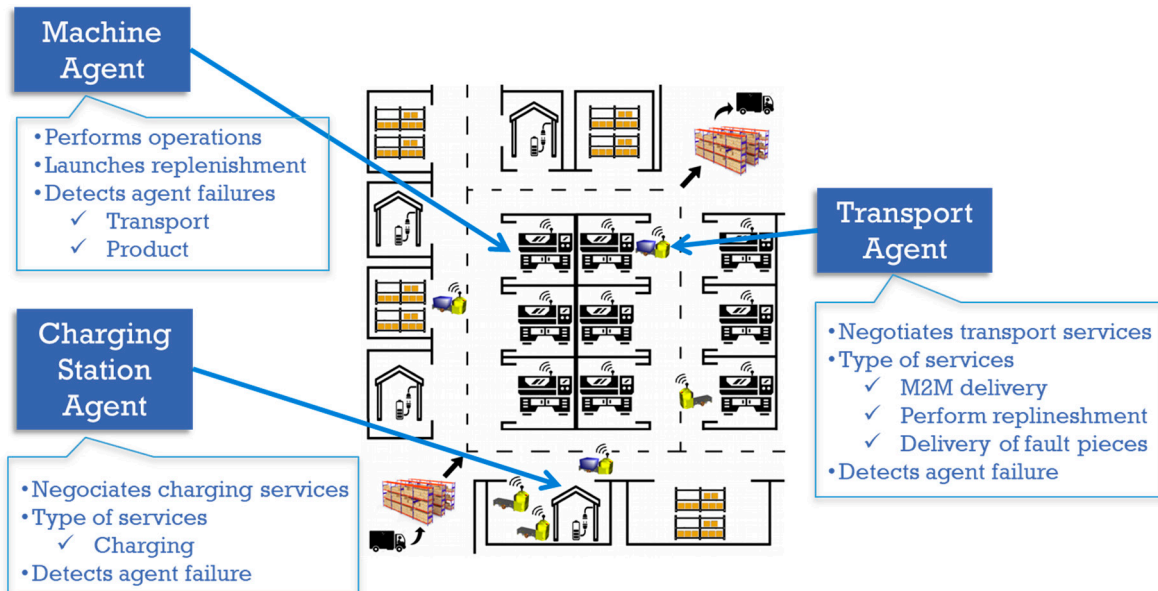 Machine
Agent
•Performs operations
•Launches replenishment
•Detects agent failures
✓ Transport
✓ Product
Charging
Station
Agent
•Negociates charging services
•Type of services
✓ Charging
•Detects agent failure
Transport
Agent
•Negotiates transport services
•Type of services
✓ M2M delivery
✓ Perform replineshment
✓ Delivery of fault pieces
•Detects agent failure